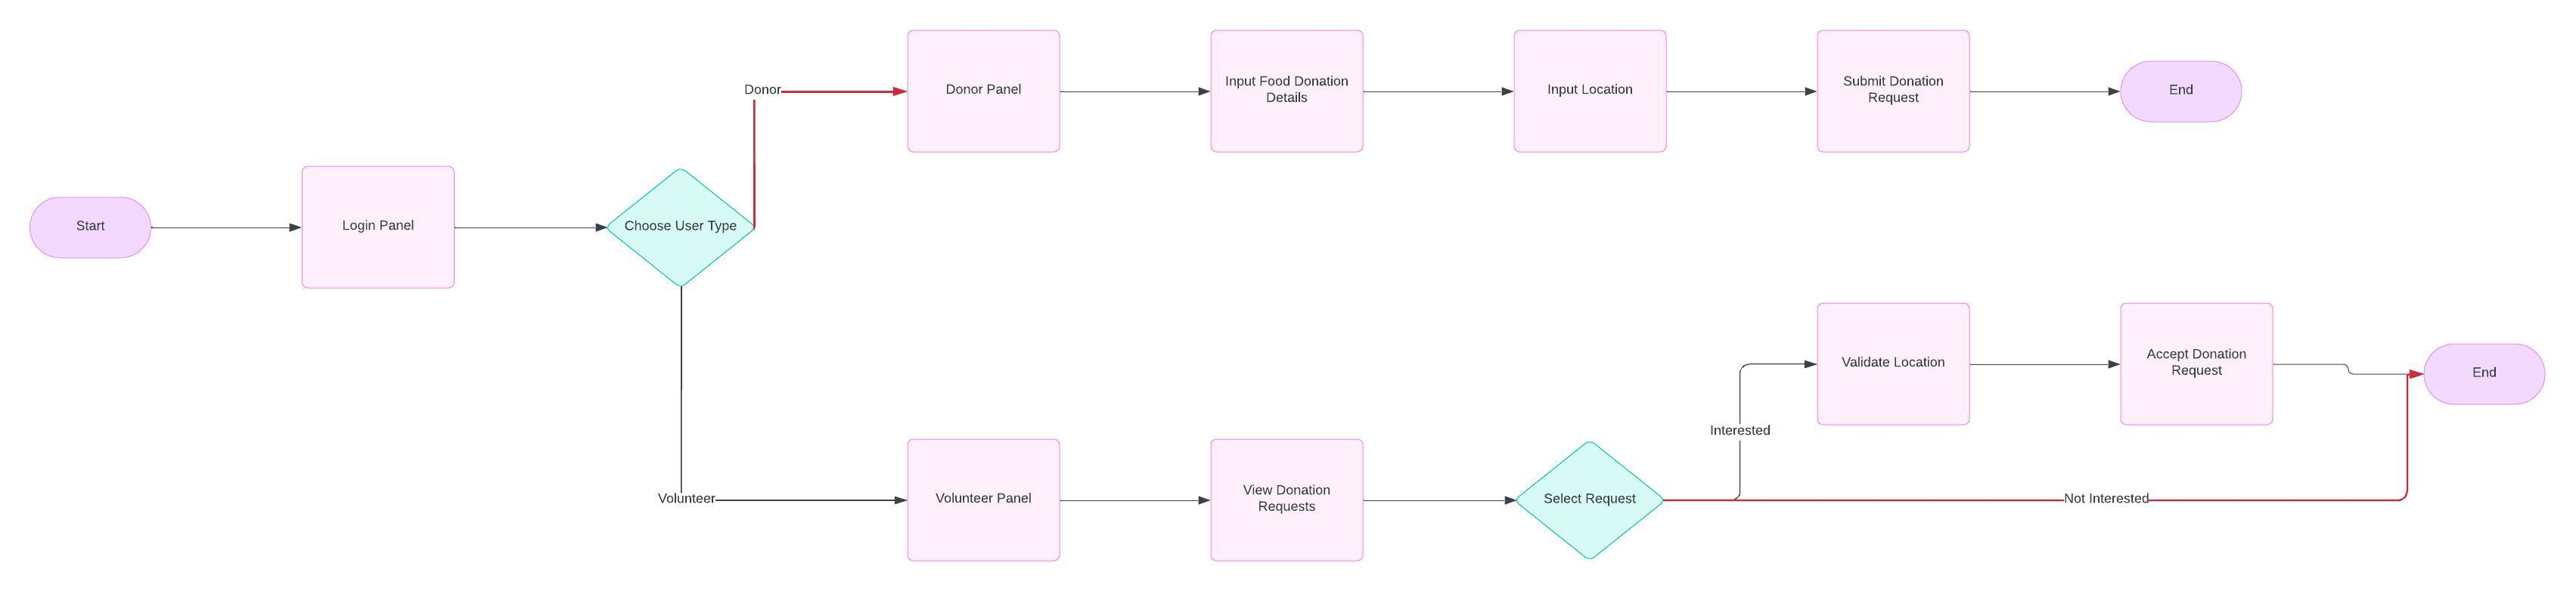 Start
Login Panel
Choose User Type
Donor
Donor Panel
Input Food Donation
Details
Input Location
Submit Donation
Request
End
Volunteer
Volunteer Panel
View Donation
Requests
Select Request
Interested
Validate Location
Accept Donation
Request
Not Interested
End